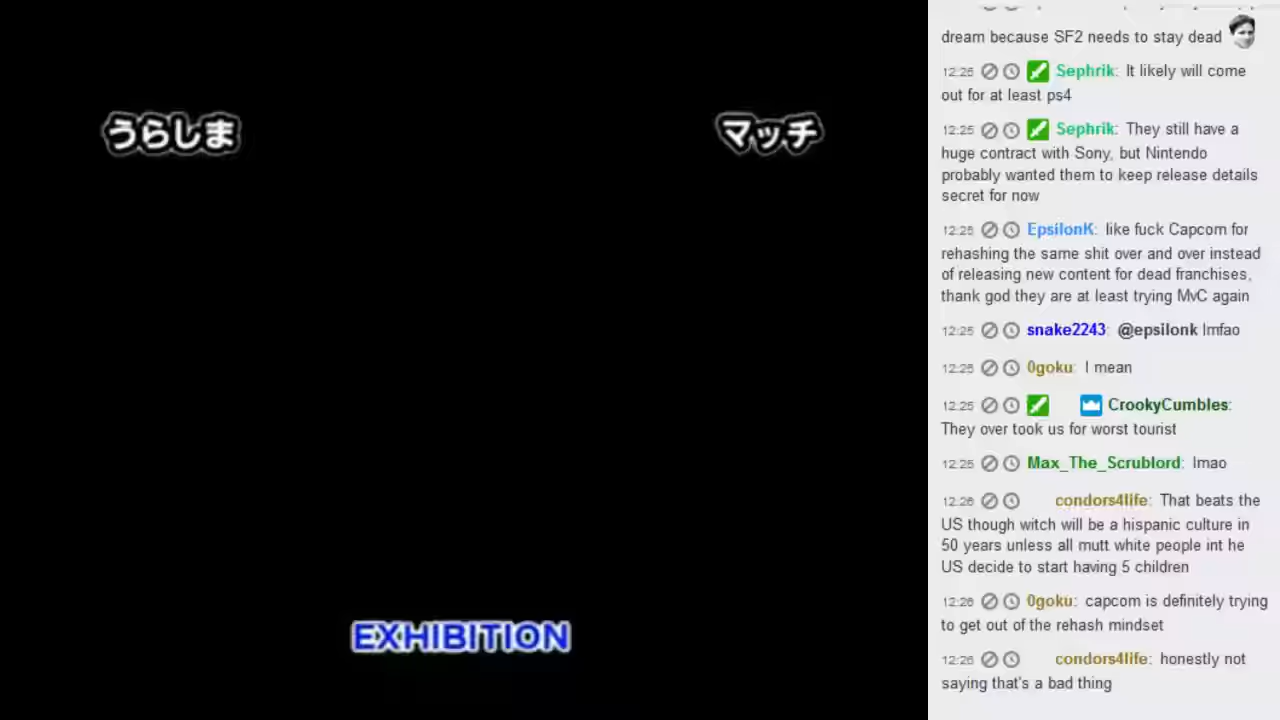 うらしま
マッチ
EXHIBITION
dream because SF2 needs to stay dead
12:25 Sephrik: It likely will come
out for at least ps4
12:25 Sephrik: They still have a
huge contract with Sony, but Nintendo
probably wanted them to keep release details
secret for now
12:25 EpsilonK: like fuck Capcom for
rehashing the same shit over and over instead
of releasing new content for dead franchises,
thank god they are at least trying MvC again
12:25 snake2243: @epsilonk lmfao
12:25 0goku: I mean
12:25 CrookyCumbles:
They over took us for worst tourist
12:25 Max_The_Scrublord: lmao
12:26 condors4life: That beats the
US though witch will be a hispanic culture in
50 years unless all mutt white people int he
US decide to start having 5 children
12:26 0goku: capcom is definitely trying
to get out of the rehash mindset
12:26 condors4life: honestly not
saying that's a bad thing